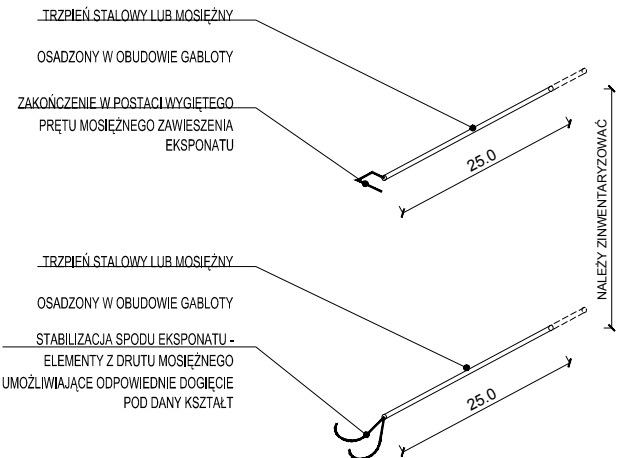 TRZPIEŃ STALOWY LUB MOSIĘŻNY
OSADZONY W OBUDOWIE GABLOTY
ZAKOŃCZENIE W POSTACI WYGIĘTEGO
PRĘTU MOSIĘŻNEGO ZAWIESZENIA
EKSPONATU
25.0
NALEŻY ZINWENTARYZOWAĆ
TRZPIEŃ STALOWY LUB MOSIĘŻNY
OSADZONY W OBUDOWIE GABLOTY
STABILIZACJA SPODU EKSPONATU -
ELEMENTY Z DRUTU MOSIĘŻNEGO
UMOŻLIWIAJĄCE ODPOWIEDNIE DOGIĘCIE
POD DANY KSZTAŁT
25.0